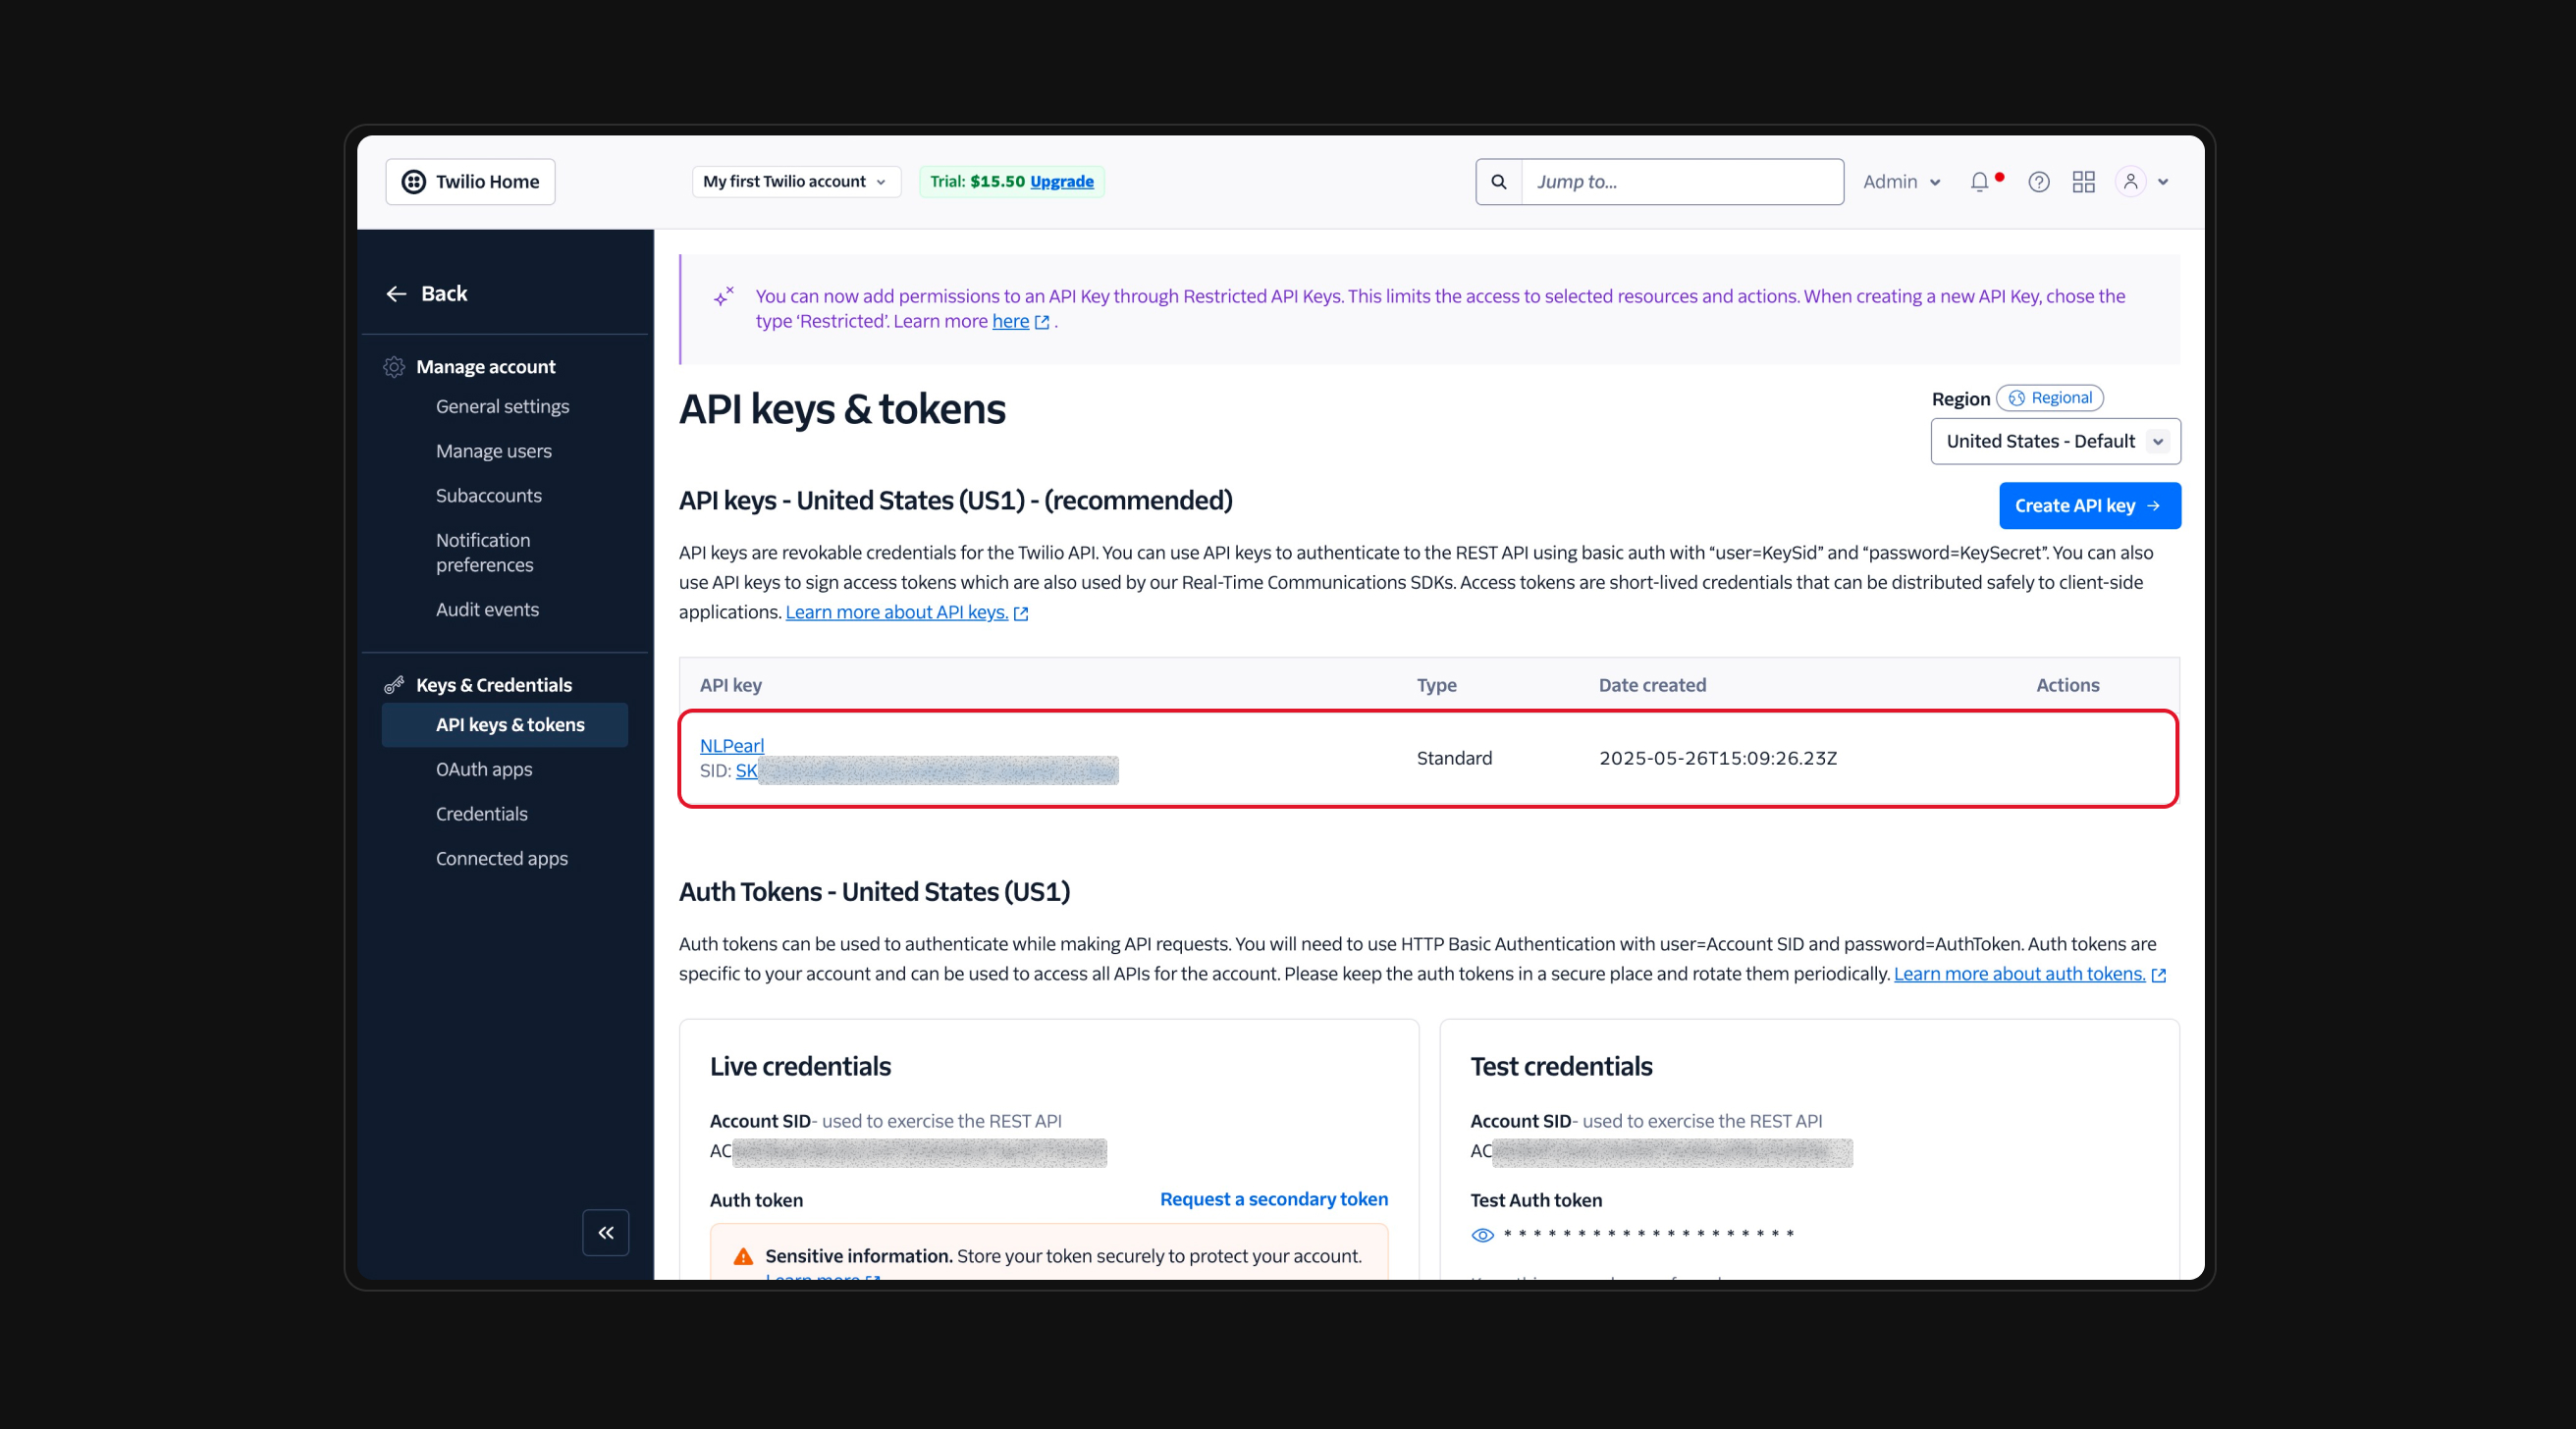 Twilio Home
My first Twilio account
Trial: $15.50 Upgrade
Jump to...
Admin
Back
Manage account
General settings
Manage users
Subaccounts
Notification
preferences
Audit events
Keys & Credentials
API keys & tokens
OAuth apps
Credentials
Connected apps
You can now add permissions to an API Key through Restricted API Keys. This limits the access to selected resources and actions. When creating a new API Key, chose the
type ‘Restricted’. Learn more here .
API keys & tokens
Region Regional
United States - Default
API keys - United States (US1) - (recommended)
Create API key
API keys are revokable credentials for the Twilio API. You can use API keys to authenticate to the REST API using basic auth with “user=KeySid” and “password=KeySecret”. You can also
use API keys to sign access tokens which are also used by our Real-Time Communications SDKs. Access tokens are short-lived credentials that can be distributed safely to client-side
applications. Learn more about API keys.
API key Type Date created Actions
NLPearl
SID: SK
Standard
2025-05-26T15:09:26.23Z
Auth Tokens - United States (US1)
Auth tokens can be used to authenticate while making API requests. You will need to use HTTP Basic Authentication with user=Account SID and password=AuthToken. Auth tokens are
specific to your account and can be used to access all APIs for the account. Please keep the auth tokens in a secure place and rotate them periodically. Learn more about auth tokens.
Live credentials
Account SID- used to exercise the REST API
AC
Auth token
Request a secondary token
Sensitive information. Store your token securely to protect your account.
Learn more
Test credentials
Account SID- used to exercise the REST API
AC
Test Auth token
* * * * * * * * * * * * * * * * * * * *